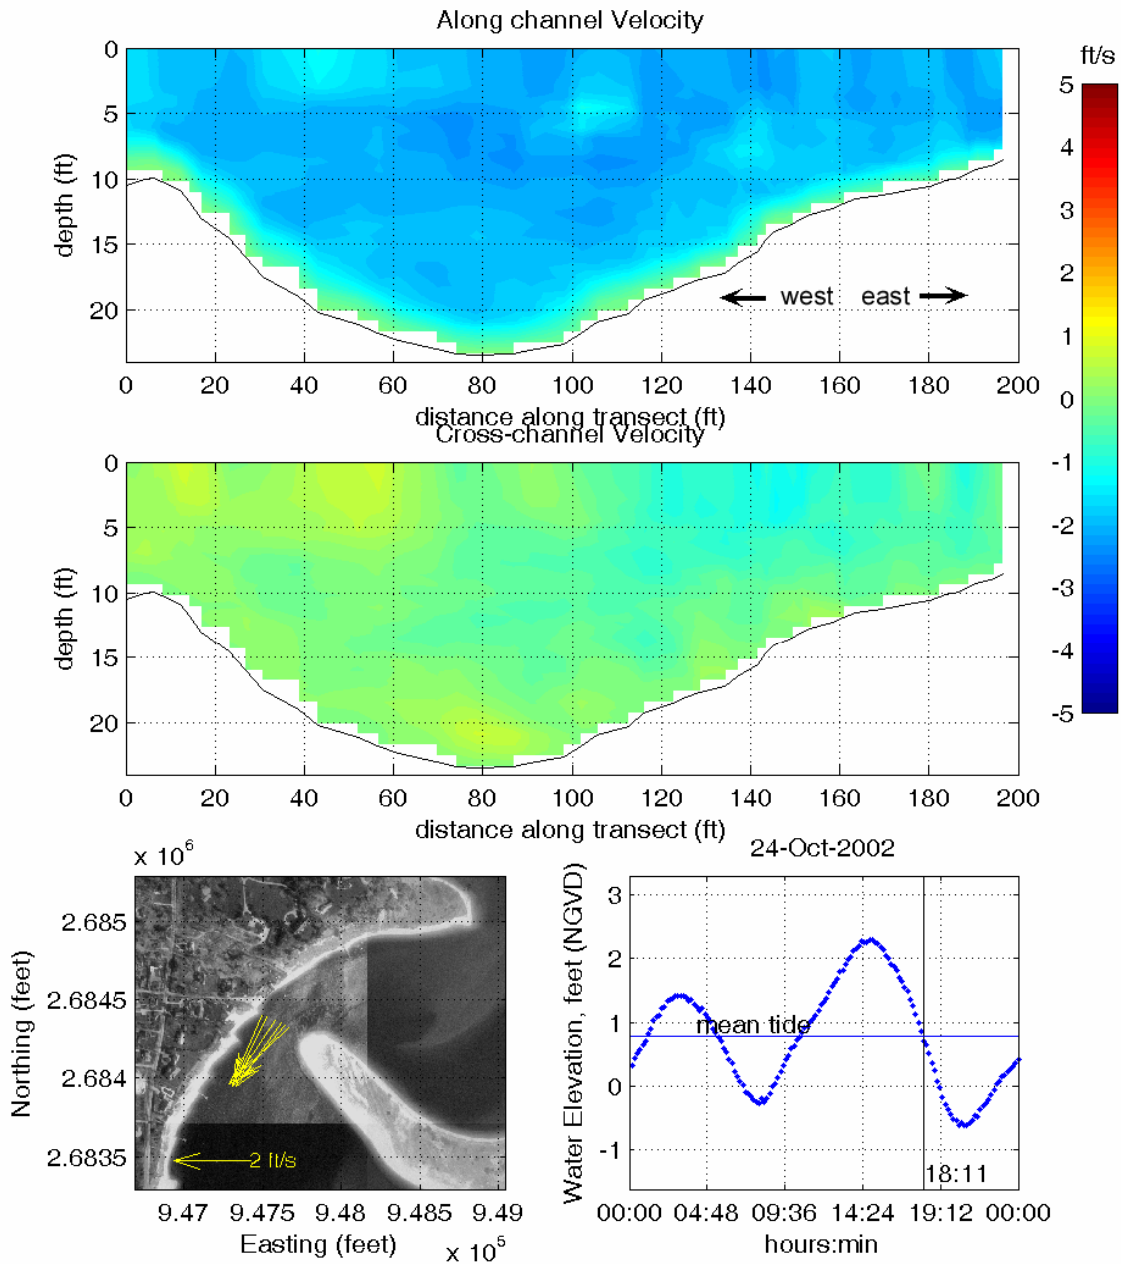 Along channel Velocity
ft/s
0
5
10
15
20
depth (ft)
west east
0 20 40 60 80 100 120 140 160 180 200
distance along transect (ft)
5
4
3
2
1
0
-1
-2
-3
-4
-5
Cross-channel Velocity
0
5
10
15
20
depth (ft)
0 20 40 60 80 100 120 140 160 180 200
distance along transect (ft)
x 10^6
2.685
2.6845
2.684
2.6835
Northing (feet)
2 ft/s
9.47 9.475 9.48 9.485 9.49
Easting (feet)
x 10^5
24-Oct-2002
Water Elevation, feet (NGVD)
3
2
1
0
-1
mean tide
18:11
00:00 04:48 09:36 14:24 19:12 00:00
hours:min